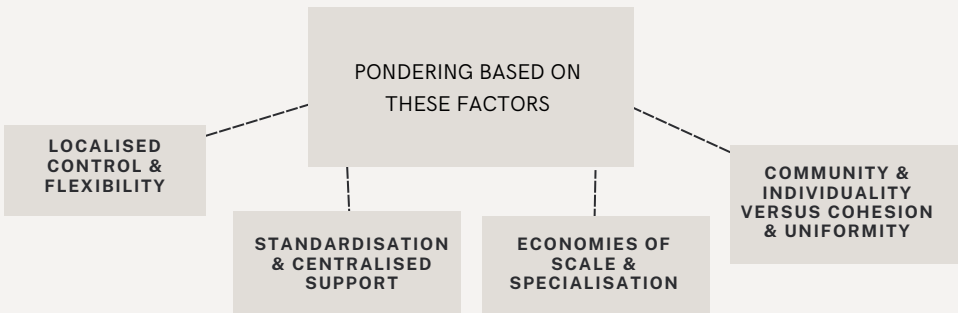 PONDERING BASED ON
THESE FACTORS
LOCALISED
CONTROL &
FLEXIBILITY
STANDARDISATION
& CENTRALISED
SUPPORT
ECONOMIES OF
SCALE &
SPECIALISATION
COMMUNITY &
INDIVIDUALITY
VERSUS COHESION
& UNIFORMITY